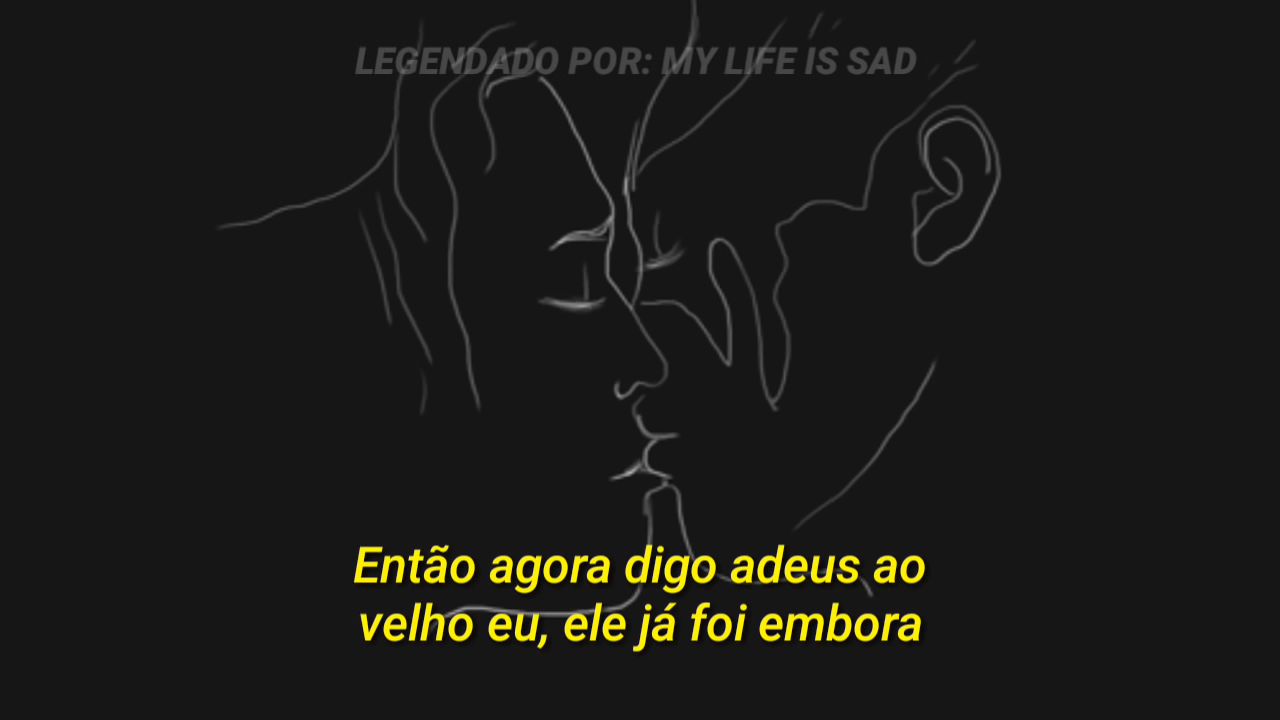 LEGENDADO POR: MY LIFE IS SAD
Então agora digo adeus ao
velho eu, ele já foi embora